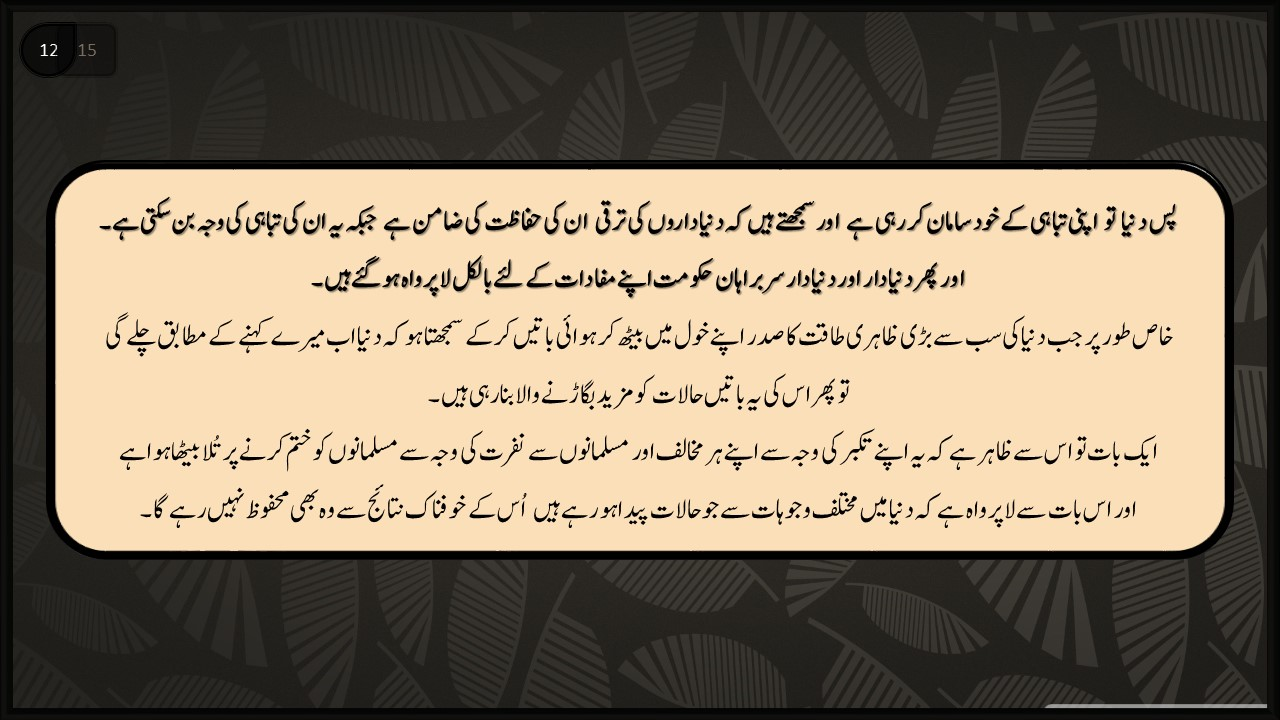 12 15
پس دنیا تو اپنی تباہی کے خود سامان کر رہی ہے اور سمجھتے ہیں کہ دنیاداروں کی ترقی ان کی حفاظت کی ضامن ہے جبکہ یہ ان کی تباہی کی وجہ بن سکتی ہے۔
اور پھر دنیادار اور دنیادار سربراہان حکومت اپنے مفادات کے لئے بالکل لاپرواہ ہو گئے ہیں۔
خاص طور پر جب دنیا کی سب سے بڑی ظاہری طاقت کا صدر اپنے خول میں بیٹھ کر ہوائی باتیں کرکے سمجھتا ہو کہ دنیا اب میرے کہنے کے مطابق چلے گی
تو پھر اس کی یہ باتیں حالات کو مزید بگاڑنے والا بنا رہی ہیں۔
ایک بات تو اس سے ظاہر ہے کہ یہ اپنے تکبر کی وجہ سے اپنے ہر مخالف اور مسلمانوں سے نفرت کی وجہ سے مسلمانوں کو ختم کرنے پر تُلا بیٹھا ہوا ہے
اور اس بات سے لاپرواہ ہے کہ دنیا میں مختلف وجوہات سے جو حالات پیدا ہو رہے ہیں اُس کے خوفناک نتائج سے وہ بھی محفوظ نہیں رہے گا۔